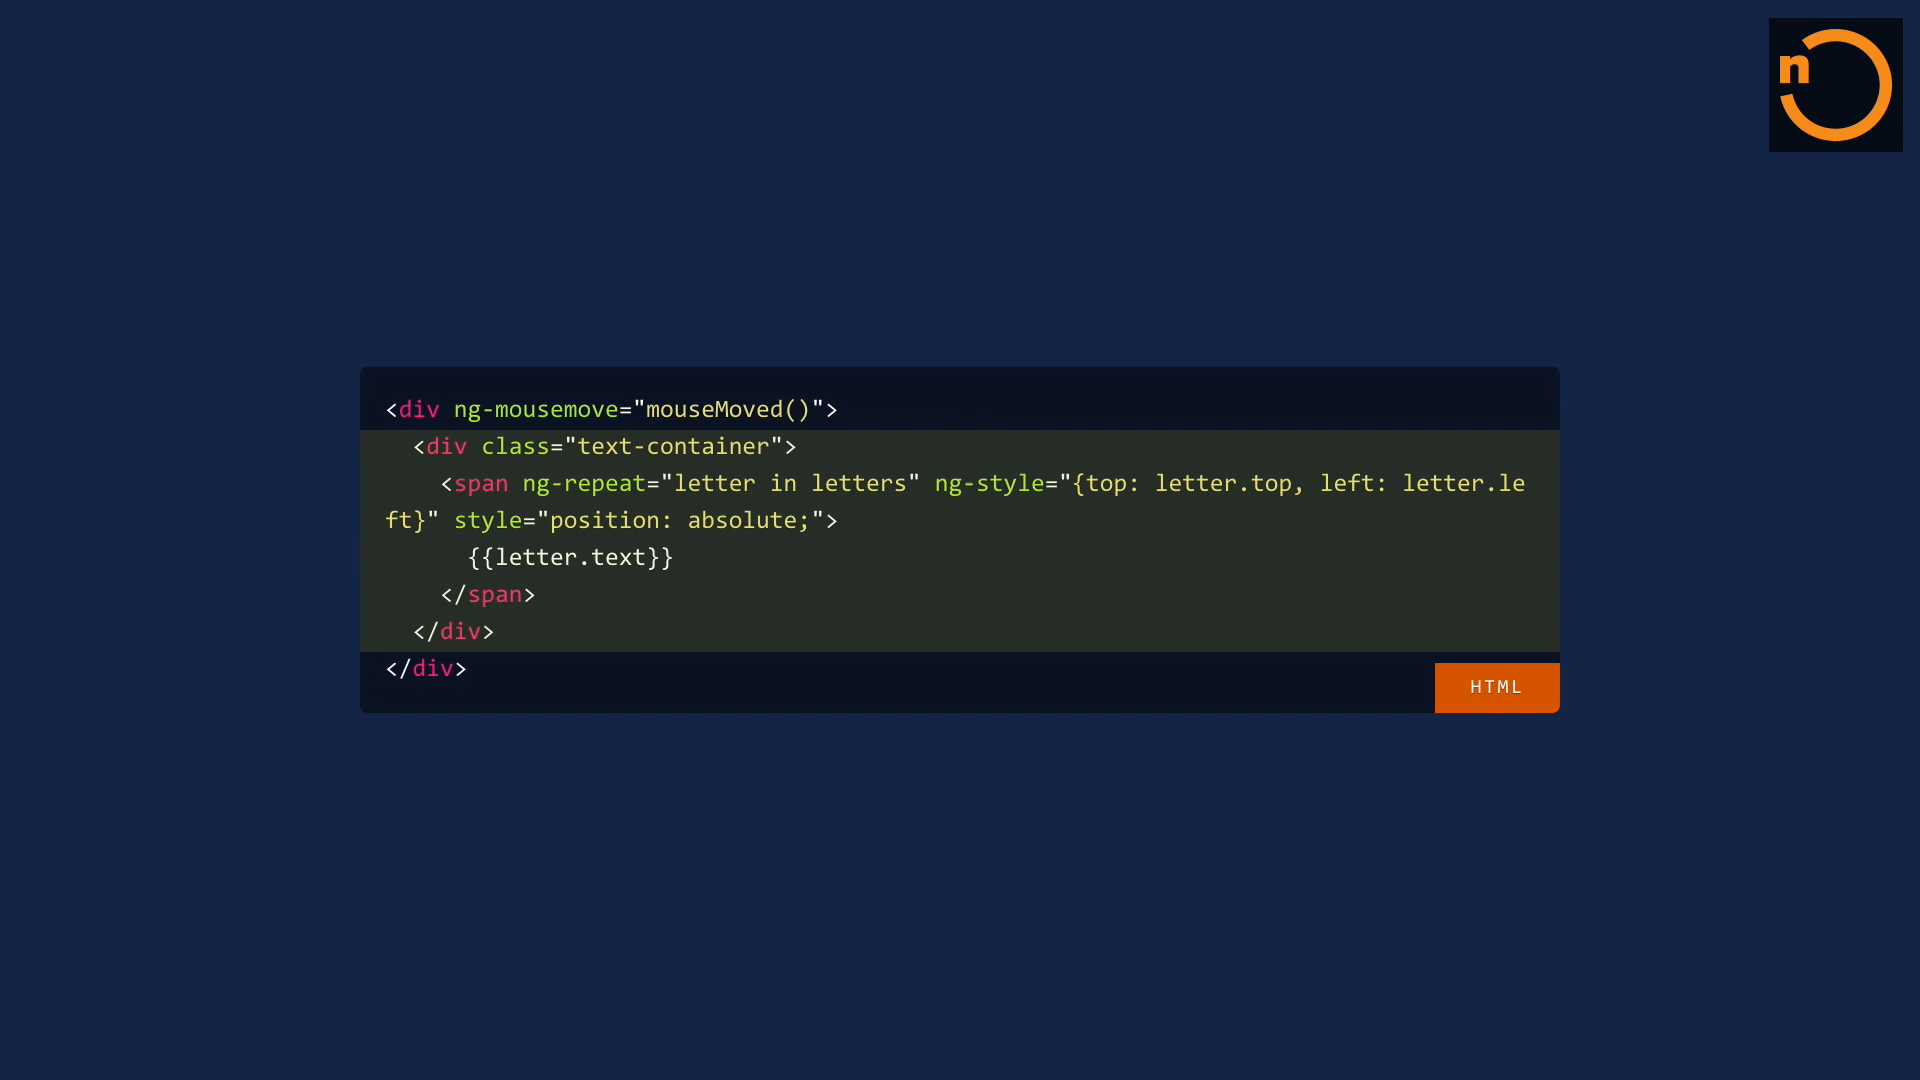 n
<div ng-mousemove="mouseMoved()">
  <div class="text-container">
    <span ng-repeat="letter in letters" ng-style="{top: letter.top, left: letter.le
ft}" style="position: absolute;">
      {{letter.text}}
    </span>
  </div>
</div>
HTML